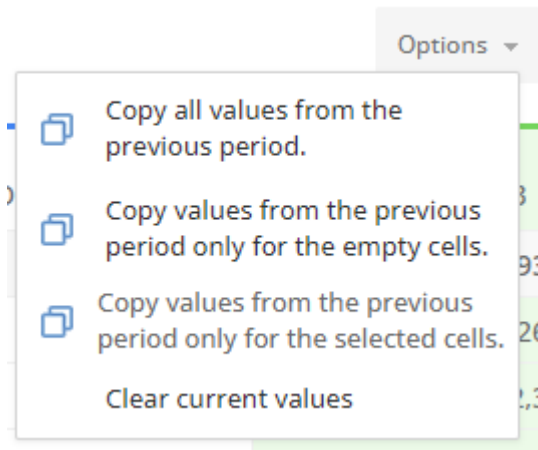 Options
Copy all values from the
previous period.
Copy values from the previous
period only for the empty cells.
Copy values from the previous
period only for the selected cells.
Clear current values